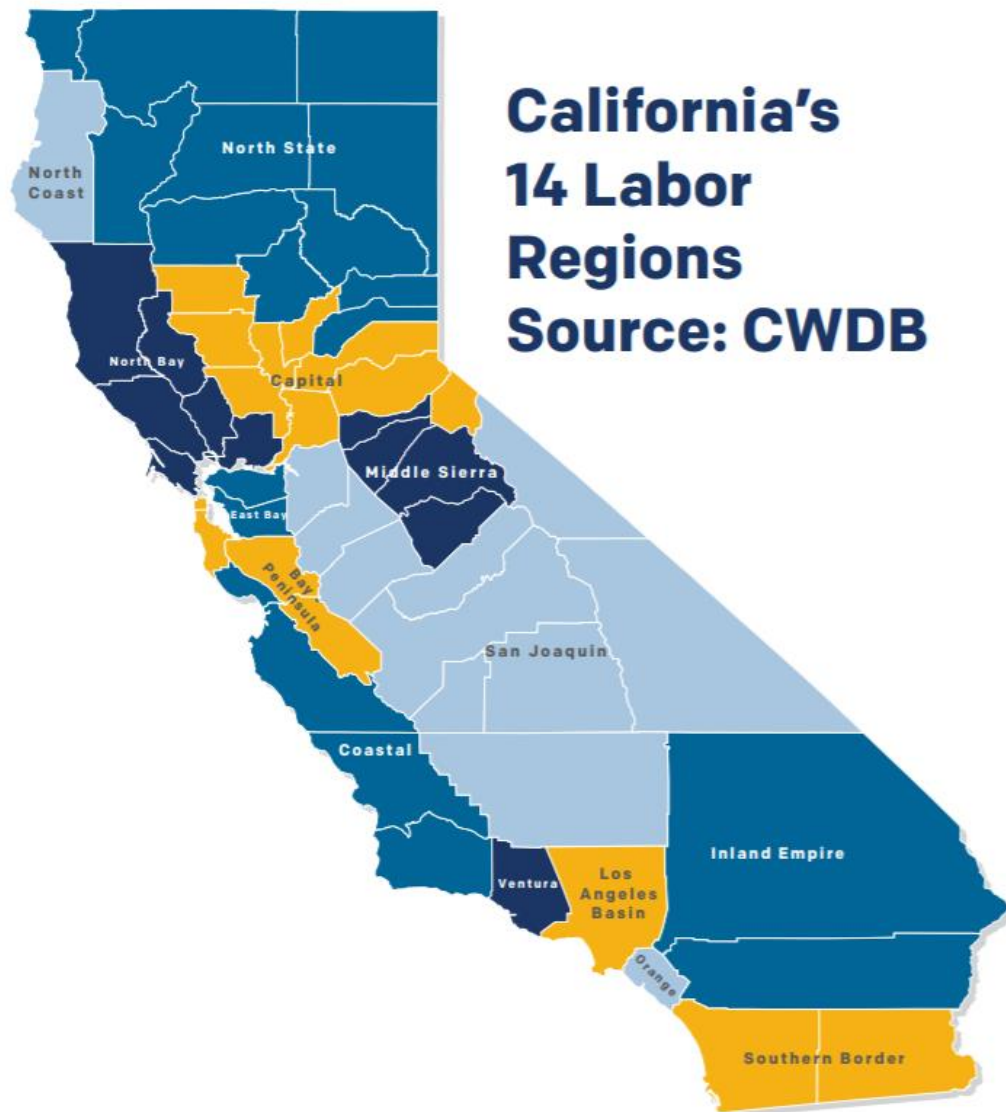 California's
14 Labor
Regions
Source: CWDB
North State
North
Coast
North Bay
Capital
Middle Sierra
East Bay
Bay -
Peninsula
San Joaquin
Coastal
Inland Empire
Los
Angeles
Basin
Ventura
Orange
Southern Border